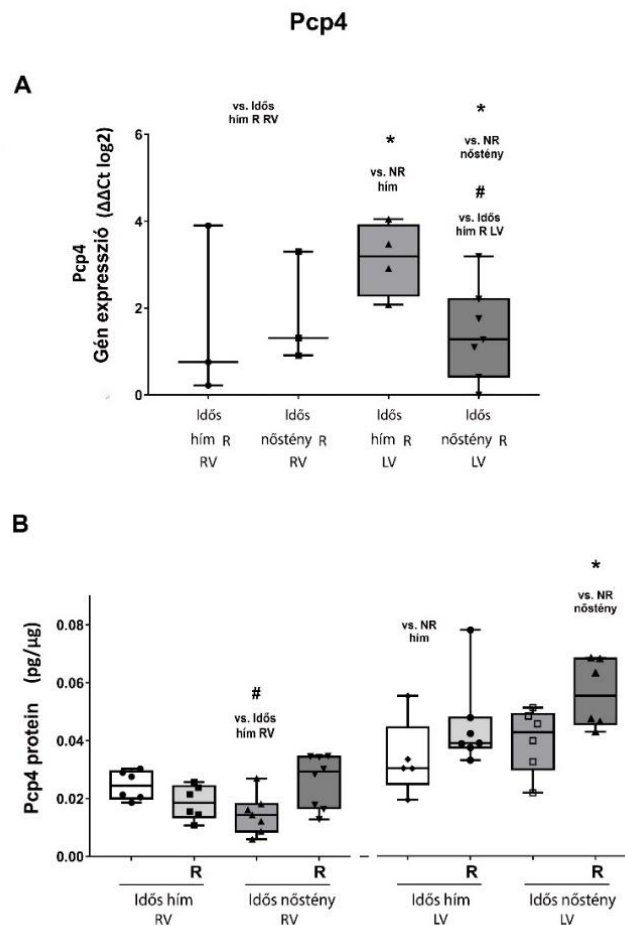 Pcp4
A
Pcp4
Gén expresszió (ΔΔCt log2)
6
4
2
0
vs. Idős
hím R RV
*
vs. NR
hím
*
vs. NR
nőstény
#
vs. Idős
hím R LV
Idős
hím R
RV
Idős
nőstény R
RV
Idős
hím R
LV
Idős
nőstény R
LV
B
Pcp4 protein (pg/µg)
0.08
0.06
0.04
0.02
0.00
#
vs. Idős
hím RV
vs. NR
hím
*
vs. NR
nőstény
R
R
R
R
Idős hím
RV
Idős nőstény
RV
Idős hím
LV
Idős nőstény
LV